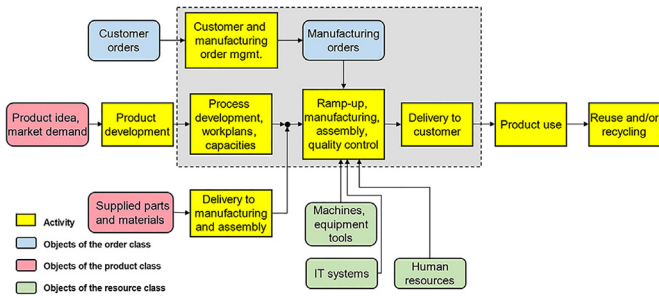 Customer
orders
Customer and
manufacturing
order mgmt.
Manufacturing
orders
Product idea,
market demand
Product
development
Process
development,
workplans,
capacities
Ramp-up,
manufacturing,
assembly,
quality control
Delivery to
customer
Product use
Reuse and/or
recycling
Supplied parts
and materials
Delivery to
manufacturing
and assembly
Machines,
equipment
tools
IT systems
Human
resources
Activity
Objects of the order class
Objects of the product class
Objects of the resource class